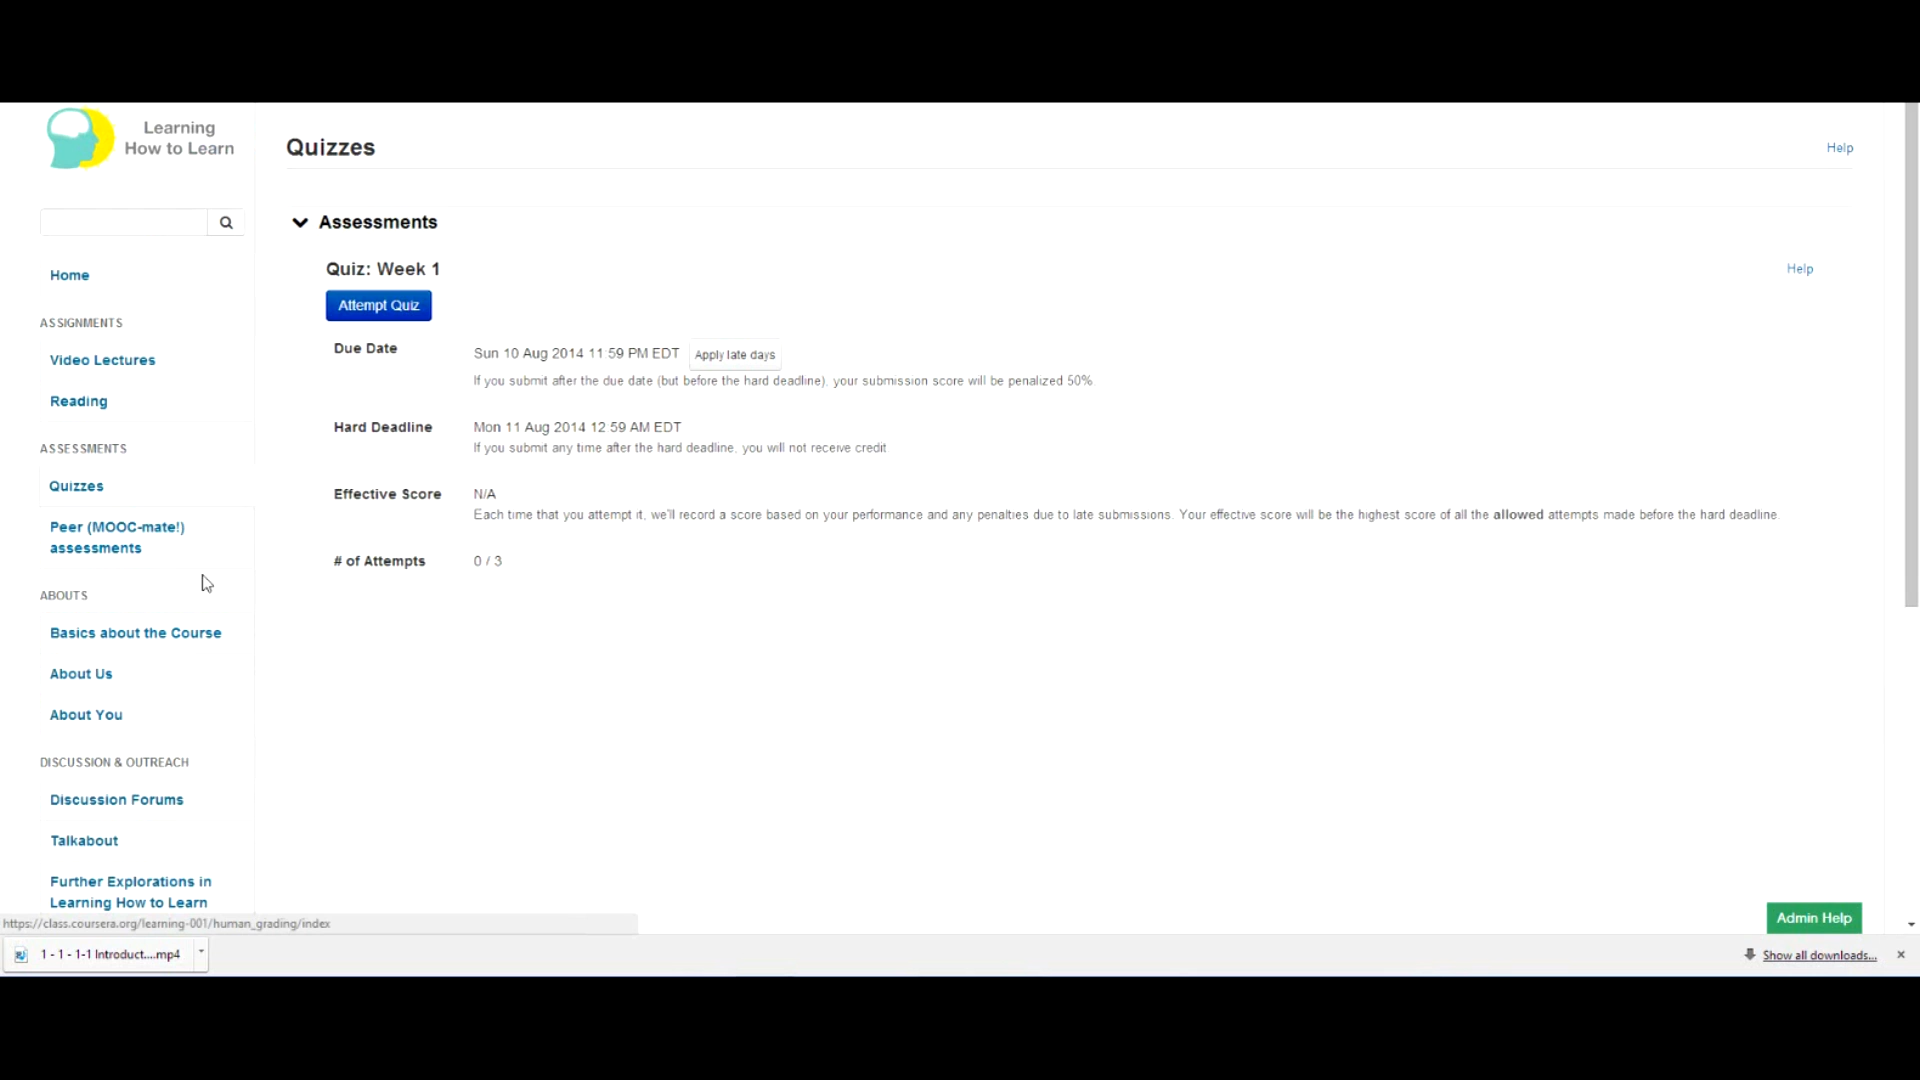 Learning
How to Learn
Home
ASSIGNMENTS
Video Lectures
Reading
ASSESSMENTS
Quizzes
Peer (MOOC-mate!)
assessments
ABOUTS
Basics about the Course
About Us
About You
DISCUSSION & OUTREACH
Discussion Forums
Talkabout
Further Explorations in
Learning How to Learn
Quizzes
Help
Assessments
Quiz: Week 1
Help
Attempt Quiz
Due Date
Sun 10 Aug 2014 11:59 PM EDT
Apply late days
If you submit after the due date (but before the hard deadline), your submission score will be penalized 50%.
Hard Deadline
Mon 11 Aug 2014 12:59 AM EDT
If you submit any time after the hard deadline, you will not receive credit.
Effective Score
N/A
Each time that you attempt it, we'll record a score based on your performance and any penalties due to late submissions. Your effective score will be the highest score of all the allowed attempts made before the hard deadline.
# of Attempts
0 / 3
Admin Help
https://class.coursera.org/learning-001/human_grading/index
1 - 1 - 1-1 Introduct....mp4
Show all downloads...